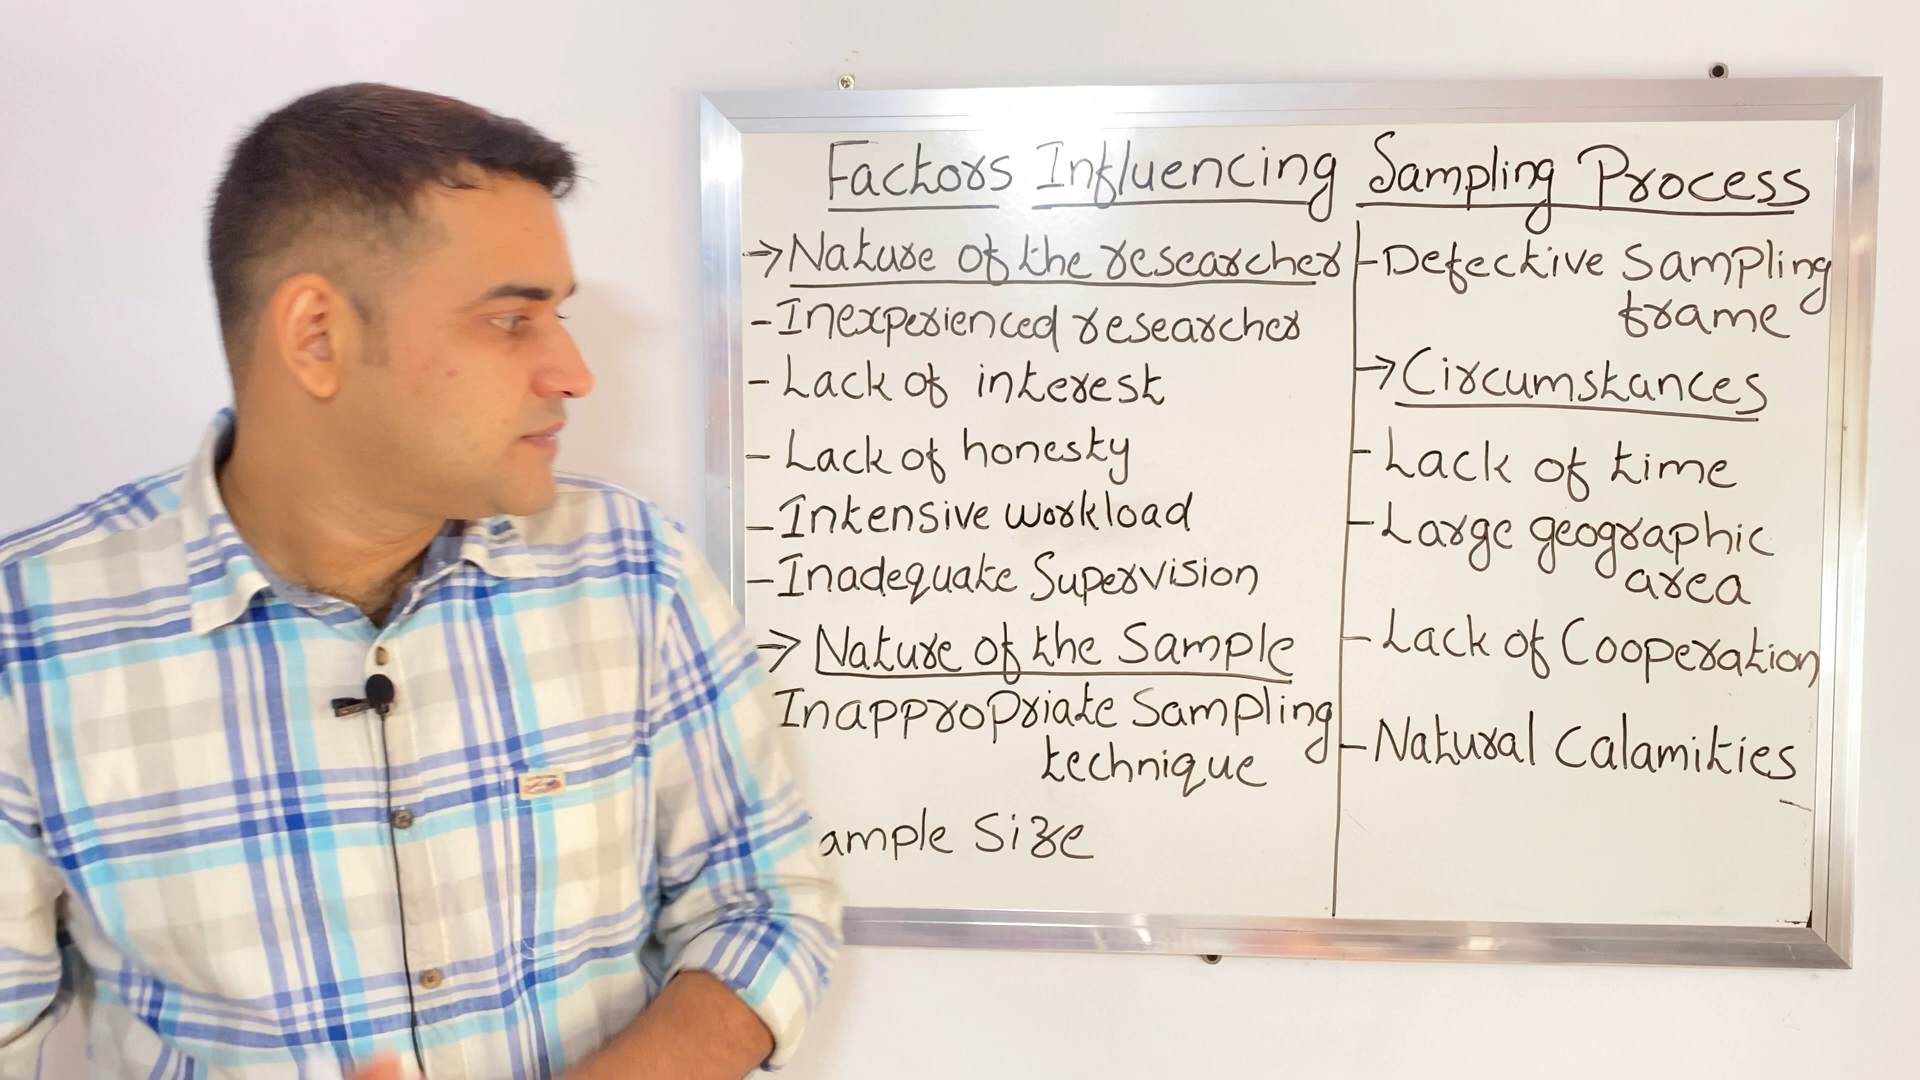 Factors Influencing Sampling Process
→ Nature of the researcher
- Inexperienced researcher
- Lack of interest
- Lack of honesty
- Intensive workload
- Inadequate Supervision
→ Nature of the Sample
Inappropriate Sampling
technique
ample Size
- Defective Sampling
frame
→ Circumstances
- Lack of time
- Large geographic
area
- Lack of Cooperation
- Natural Calamities